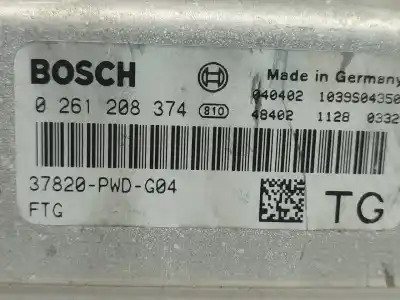 BOSCH
Made in Germany
0 261 208 374 810
040402 1039S04350
48402 1128 0332
37820-PWD-G04
FTG
TG